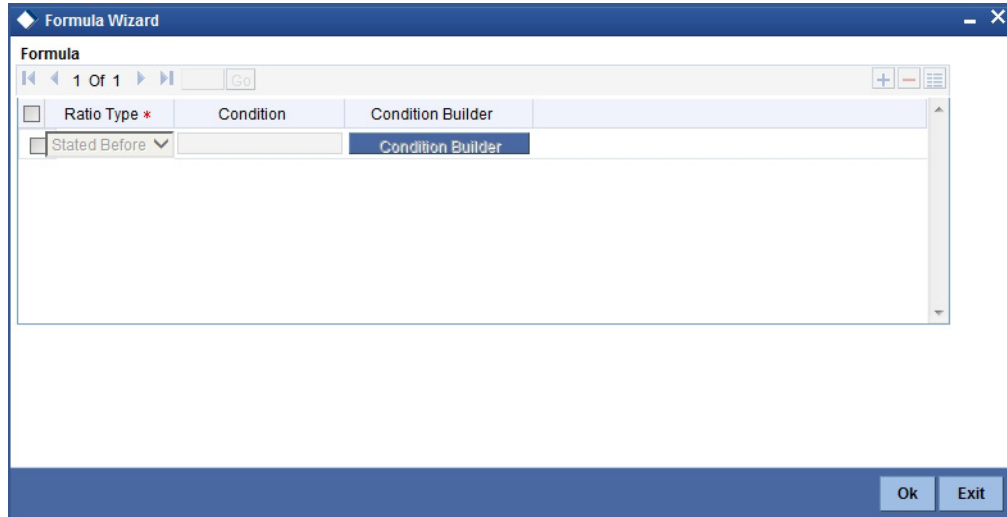 Formula Wizard
Formula
1 Of 1 Go
Ratio Type * Condition Condition Builder
Stated Before Condition Builder
Ok Exit